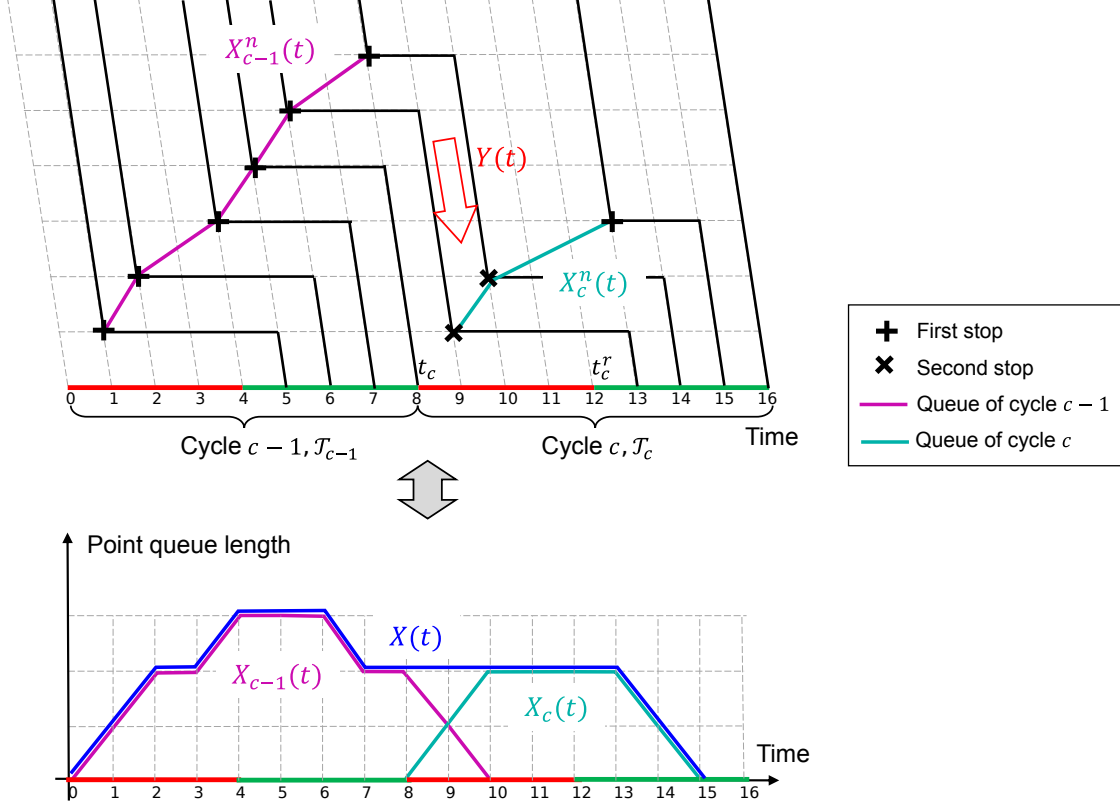 Xⁿ_{c−1}(t)
Y(t)
Xⁿ_c(t)
t_c
t^r_c
0 1 2 3 4 5 6 7 8 9 10 11 12 13 14 15 16
Cycle c − 1, 𝒯_{c−1}
Cycle c, 𝒯_c
Time
First stop
Second stop
Queue of cycle c − 1
Queue of cycle c
Point queue length
X(t)
X_{c−1}(t)
X_c(t)
Time
0 1 2 3 4 5 6 7 8 9 10 11 12 13 14 15 16